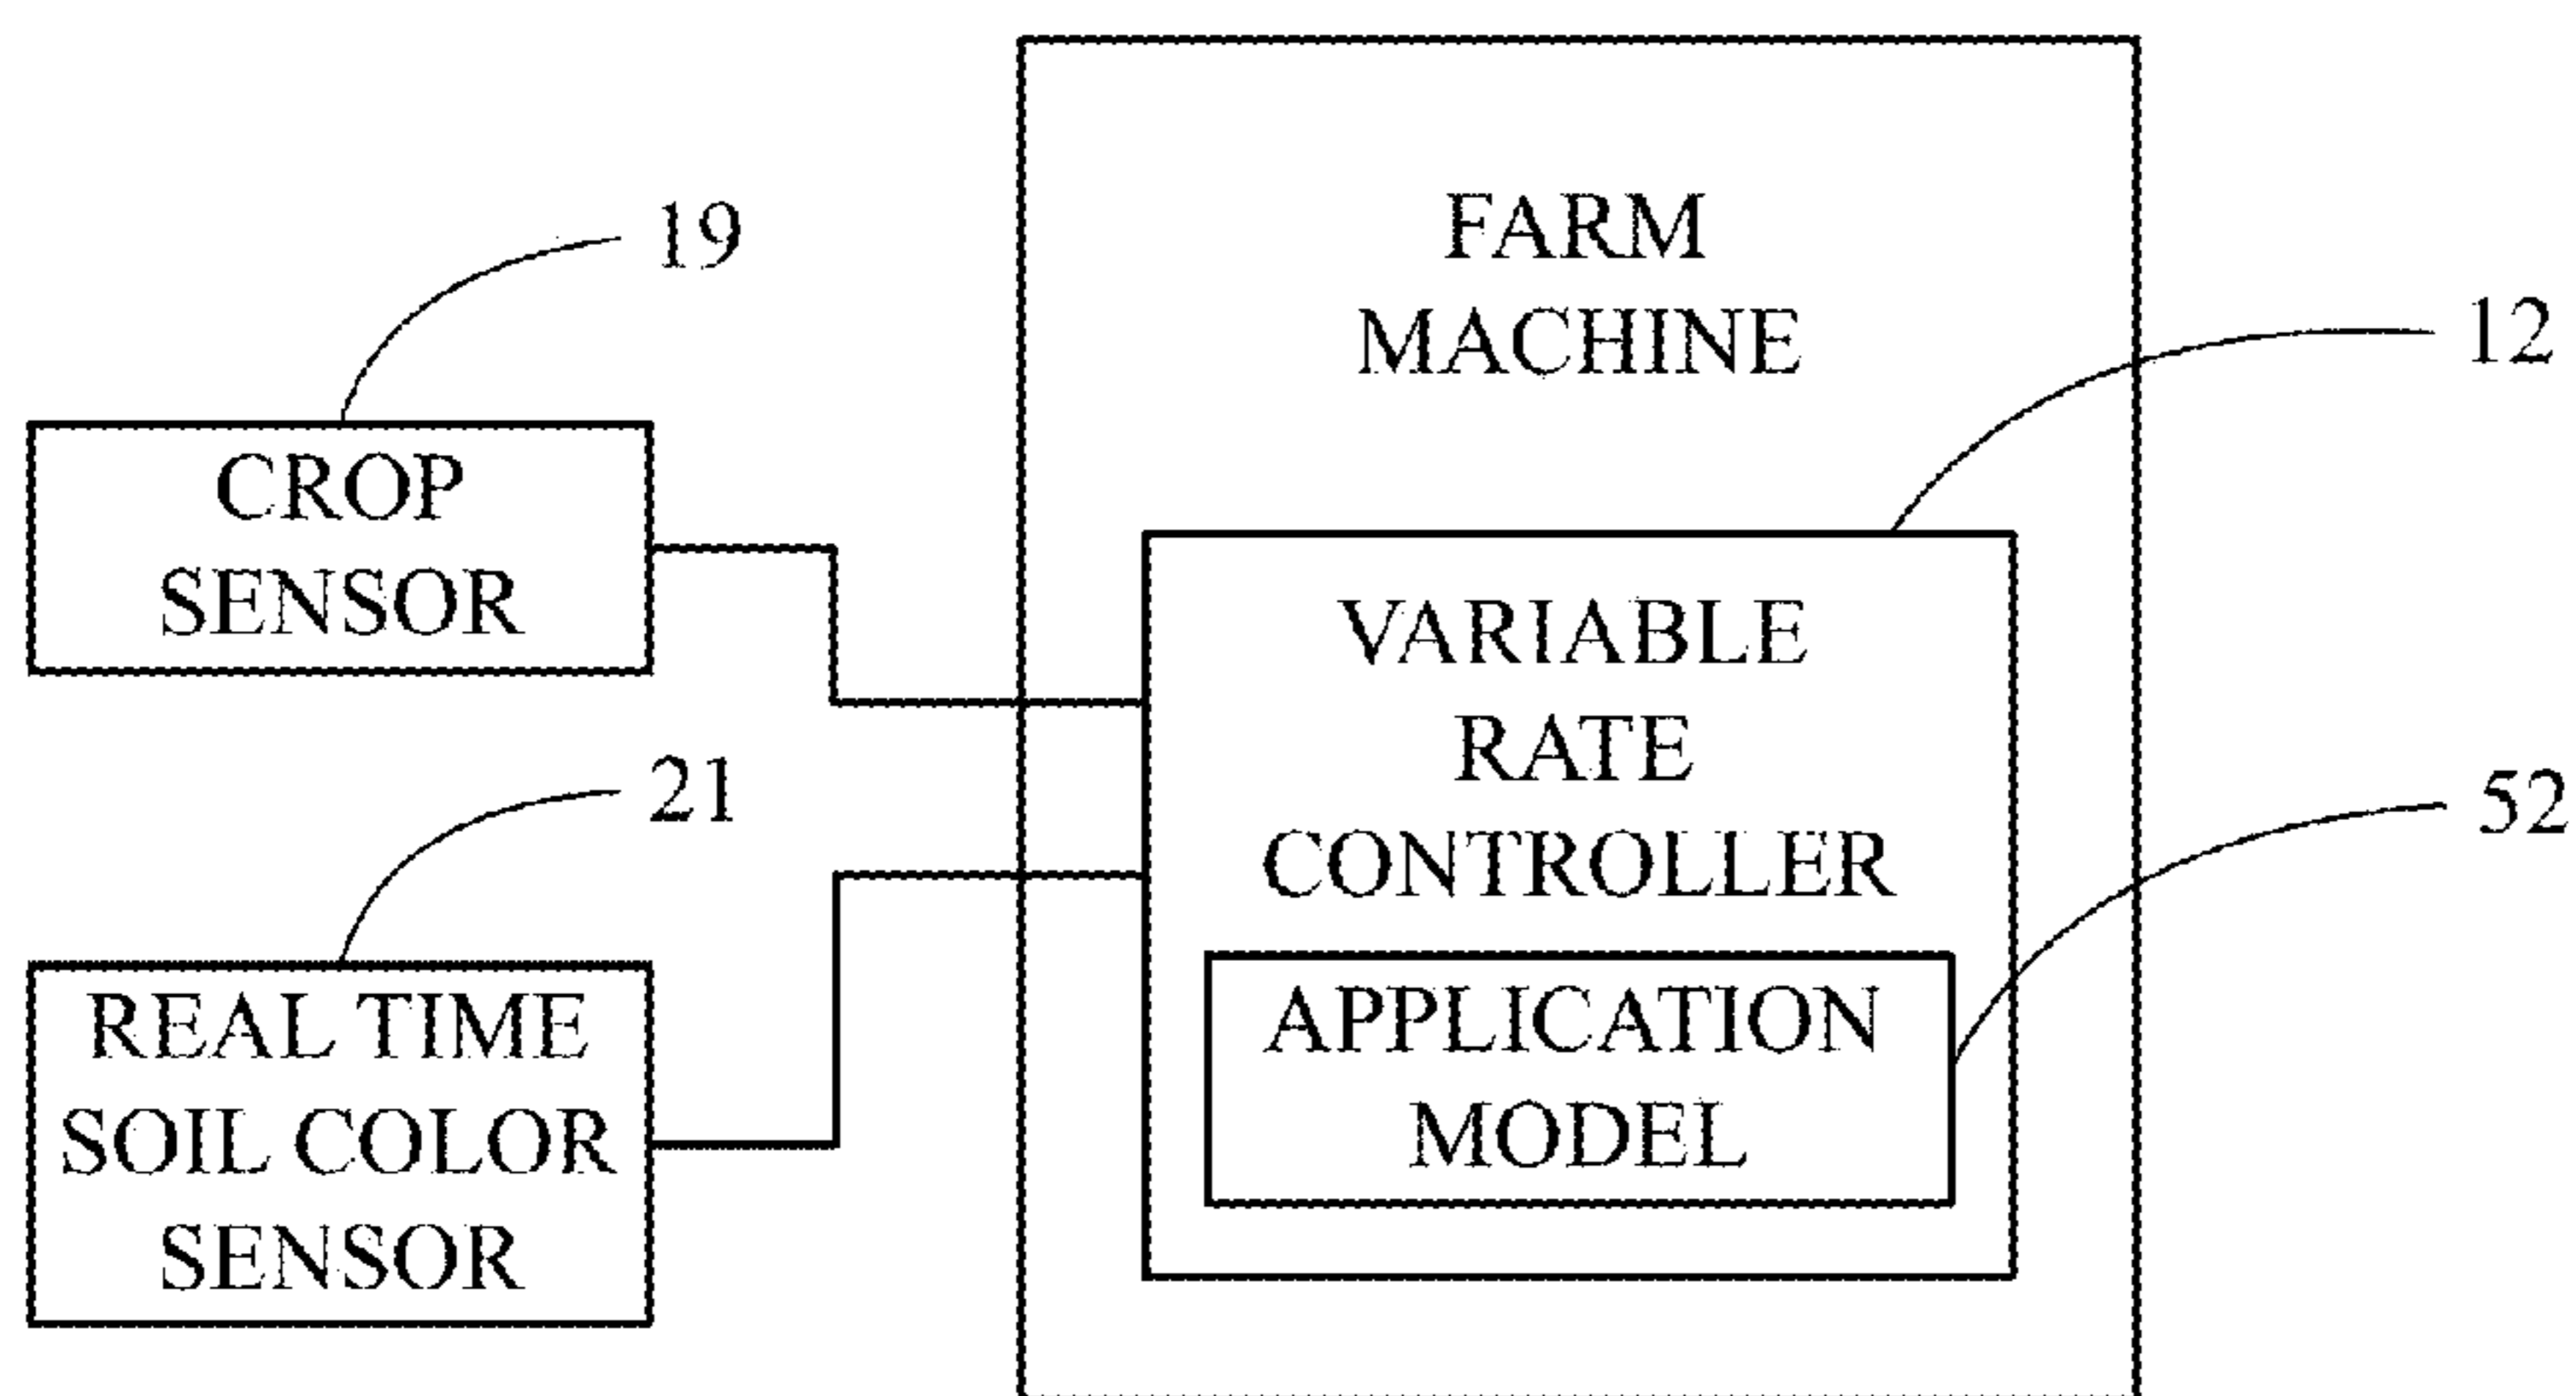 19
CROP
SENSOR
21
REAL TIME
SOIL COLOR
SENSOR
FARM
MACHINE
12
VARIABLE
RATE
CONTROLLER
52
APPLICATION
MODEL